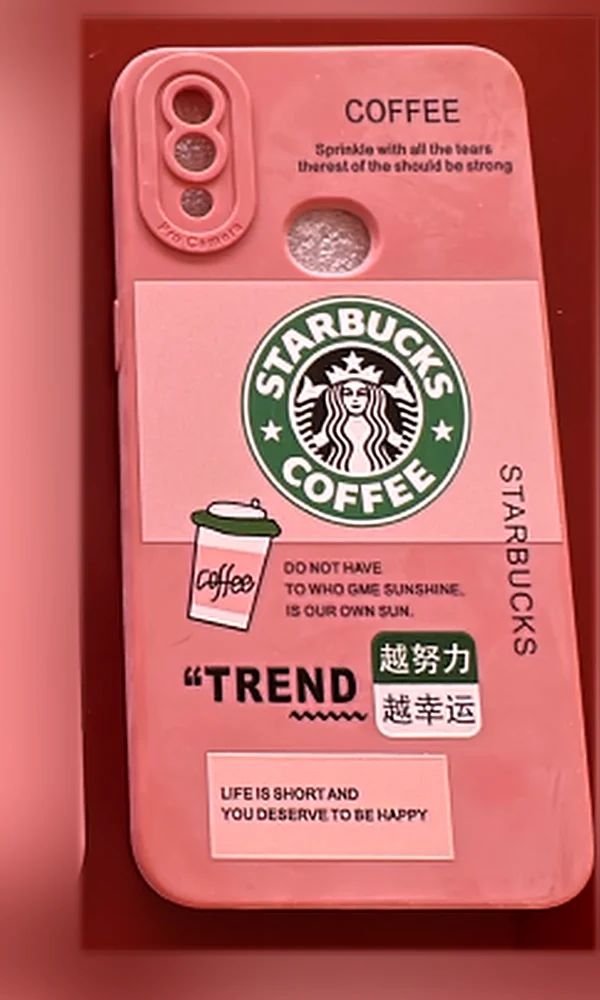 COFFEE
Sprinkle with all the tears
therest of the should be strong
Pro Camera
STARBUCKS
COFFEE
STARBUCKS
coffee
DO NOT HAVE
TO WHO GME SUNSHINE,
IS OUR OWN SUN.
“TREND
越努力
越幸运
LIFE IS SHORT AND
YOU DESERVE TO BE HAPPY